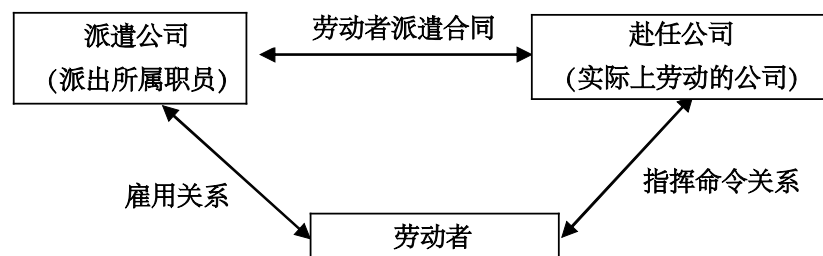 派遣公司
(派出所属职员)
劳动者派遣合同
赴任公司
(实际上劳动的公司)
雇用关系
指挥命令关系
劳动者